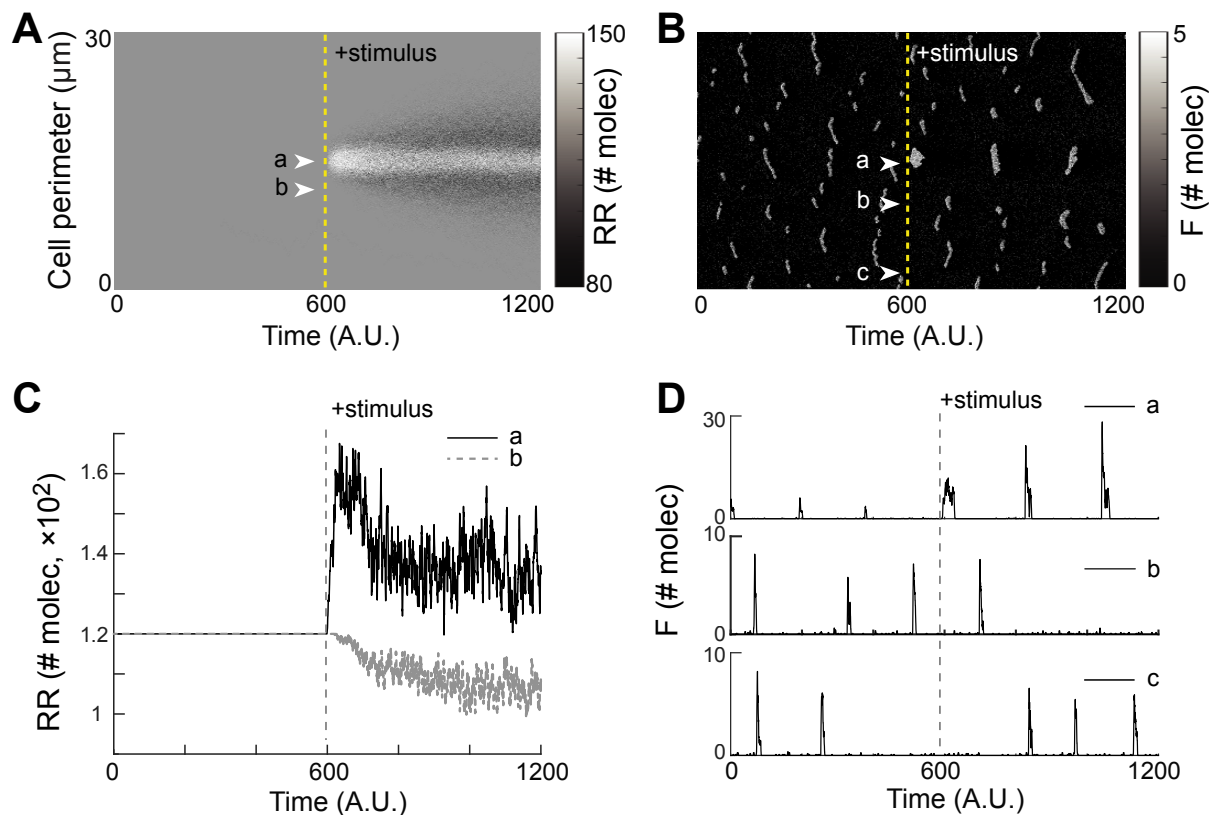 A
30
+stimulus
a
b
0
Cell perimeter (µm)
0
600
1200
Time (A.U.)
150
80
RR (# molec)
B
+stimulus
a
b
c
0
600
1200
Time (A.U.)
5
0
F (# molec)
C
+stimulus
a
b
1.6
1.4
1.2
1
RR (# molec, ×10²)
0
600
1200
Time (A.U.)
D
+stimulus
a
30
0
10
b
0
10
c
0
F (# molec)
0
600
1200
Time (A.U.)